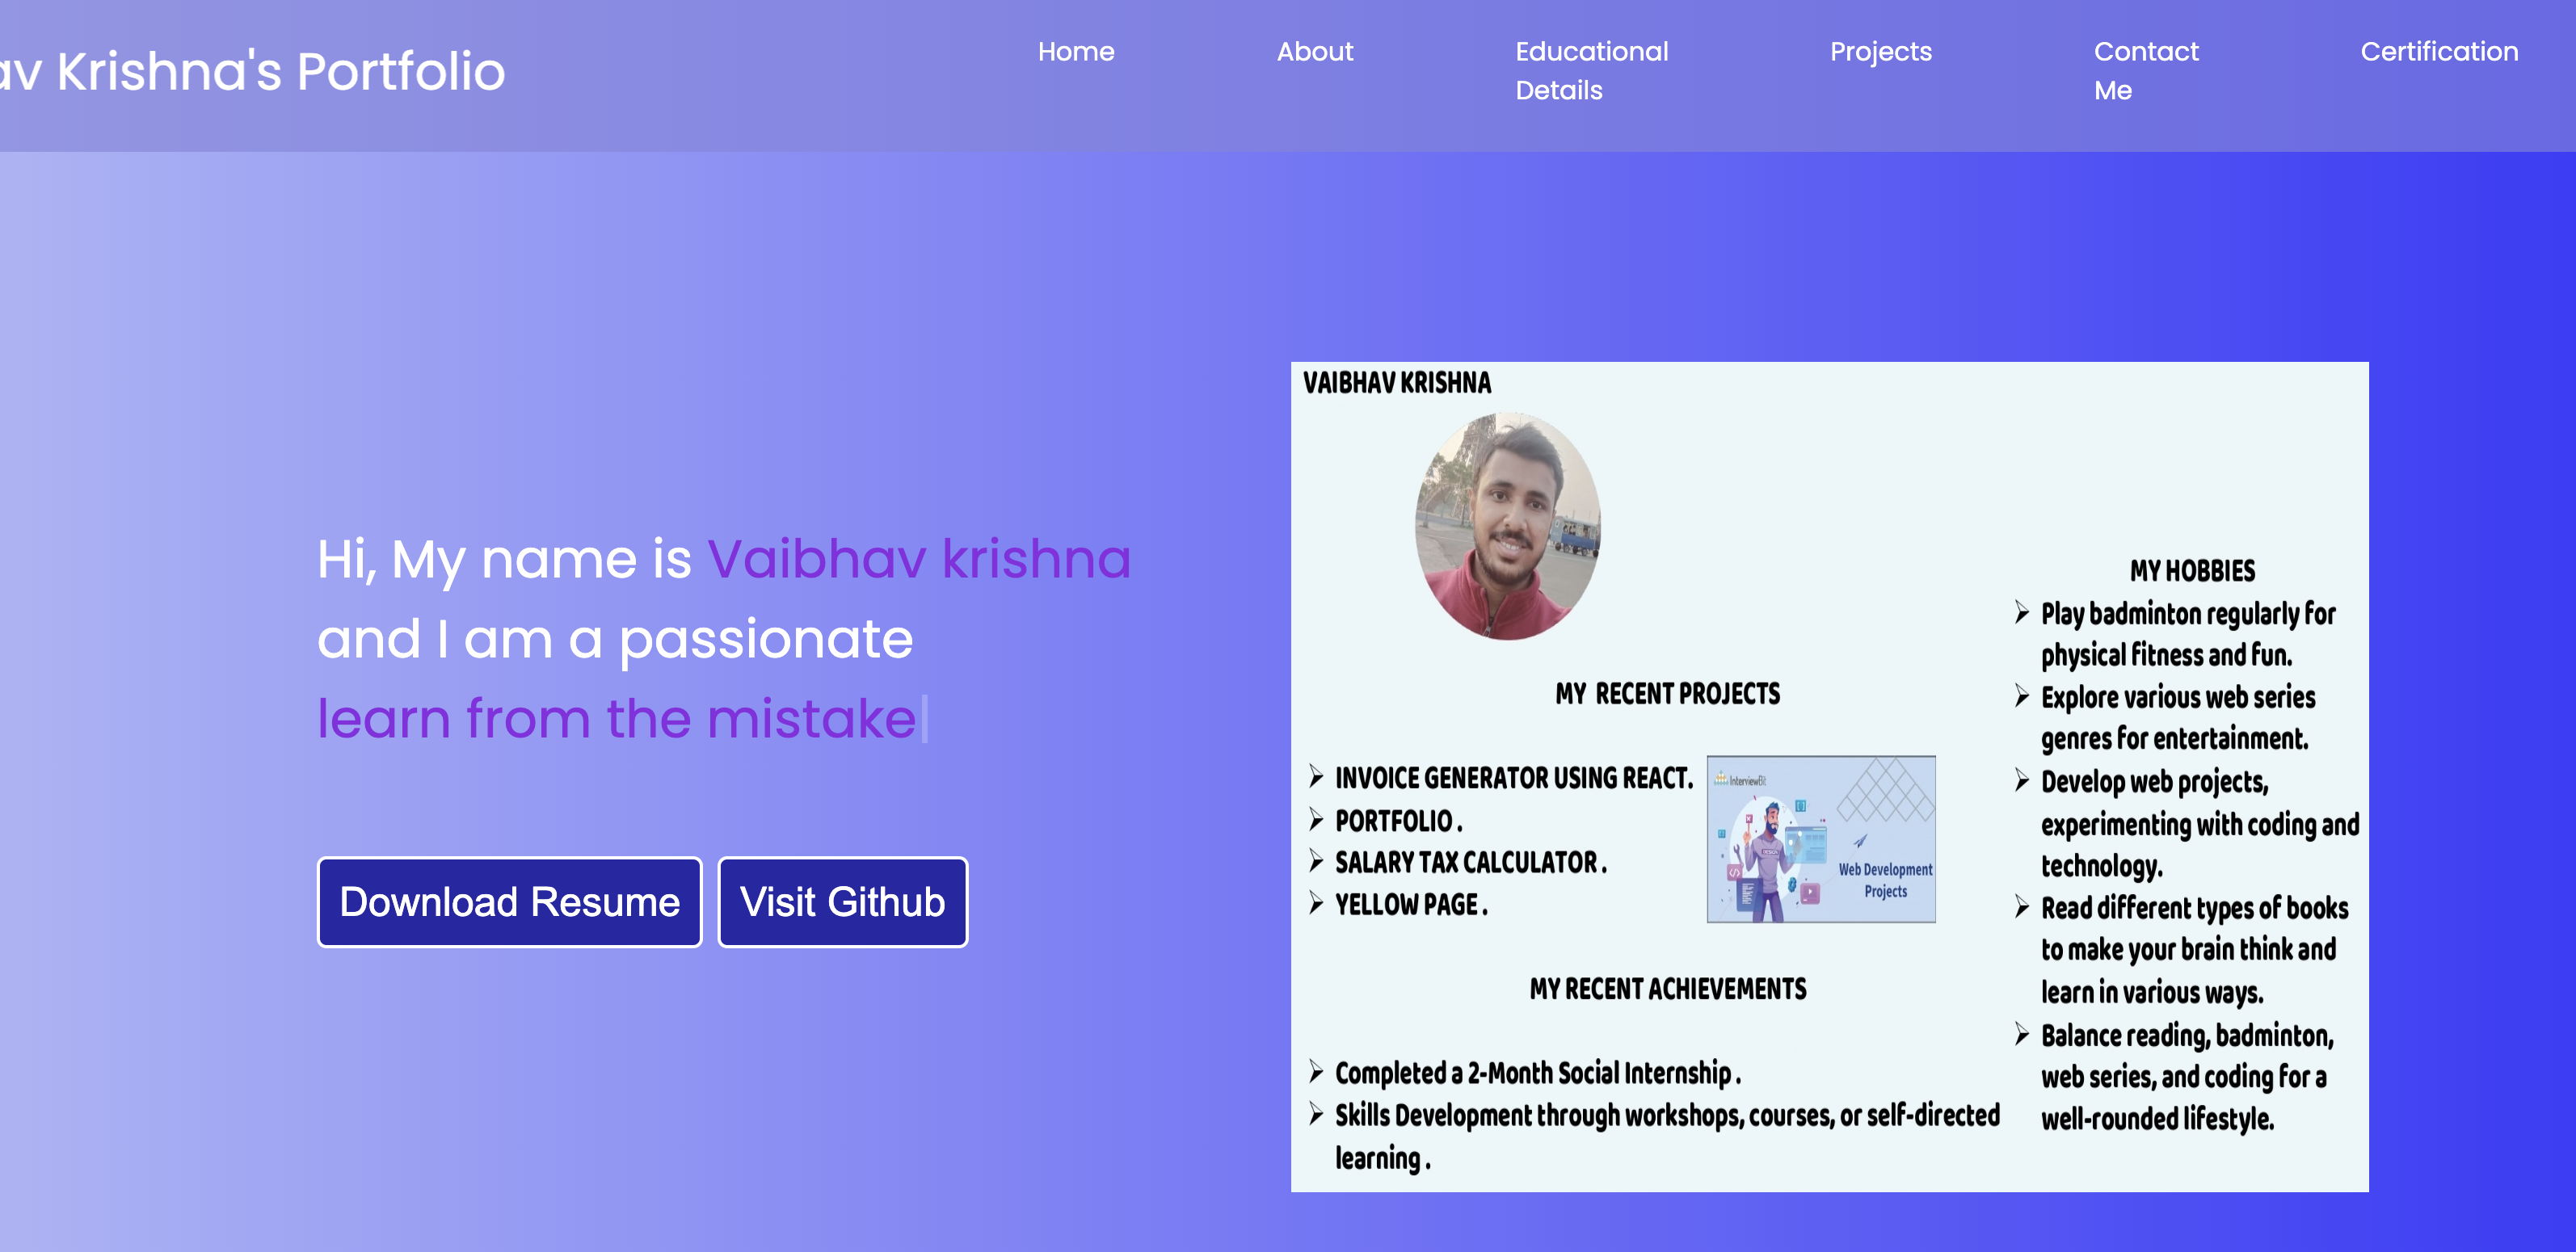 av Krishna's Portfolio
Home
About
Educational
Details
Projects
Contact
Me
Certification
Hi, My name is Vaibhav krishna
and I am a passionate
learn from the mistake
Download Resume
Visit Github
VAIBHAV KRISHNA
MY RECENT PROJECTS
INVOICE GENERATOR USING REACT.
PORTFOLIO .
SALARY TAX CALCULATOR .
YELLOW PAGE .
InterviewBit
Web Development
Projects
MY RECENT ACHIEVEMENTS
Completed a 2-Month Social Internship .
Skills Development through workshops, courses, or self-directed
learning .
MY HOBBIES
Play badminton regularly for
physical fitness and fun.
Explore various web series
genres for entertainment.
Develop web projects,
experimenting with coding and
technology.
Read different types of books
to make your brain think and
learn in various ways.
Balance reading, badminton,
web series, and coding for a
well-rounded lifestyle.